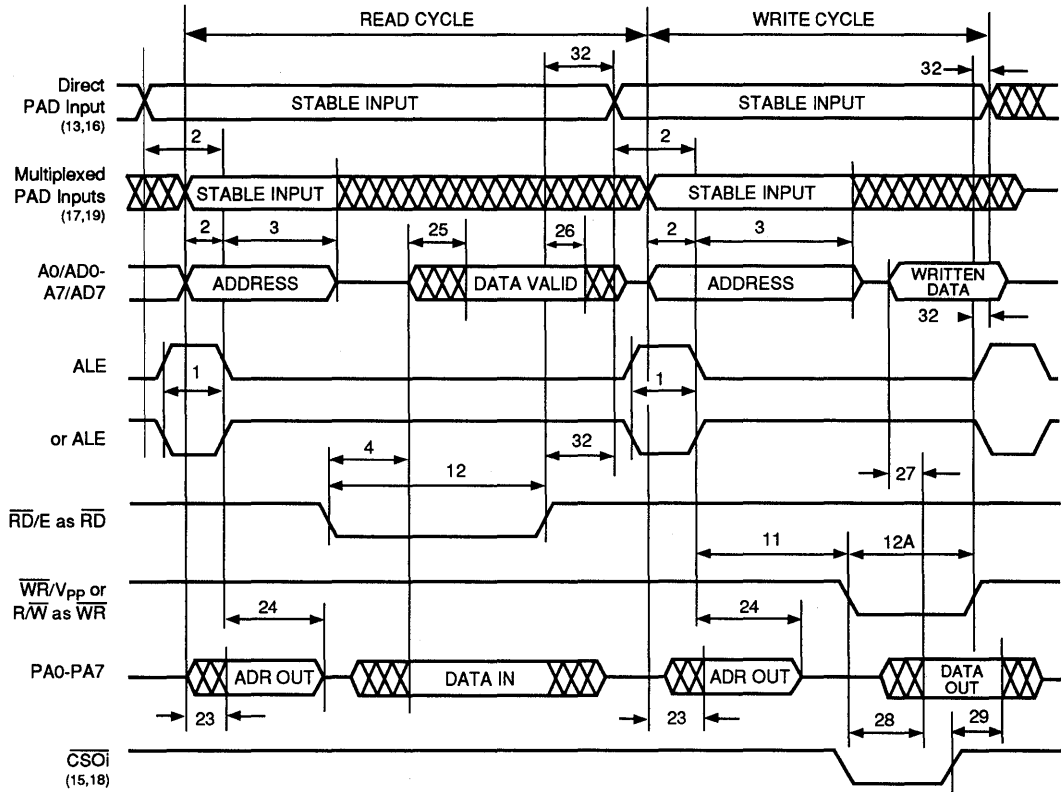 READ CYCLE WRITE CYCLE
32 32
Direct
PAD Input
(13,16)
STABLE INPUT STABLE INPUT
2 2
Multiplexed
PAD Inputs
(17,19)
STABLE INPUT STABLE INPUT
2 3 25 26 2 3
A0/AD0-
A7/AD7
ADDRESS DATA VALID ADDRESS WRITTEN
DATA
32
ALE
1 1
or ALE
4 32
12 27
RD/E as RD
11 12A
WR/VPP or
R/W as WR
24 24
PA0-PA7
ADR OUT DATA IN ADR OUT DATA
OUT
23 23 28 29
CSOi
(15,18)